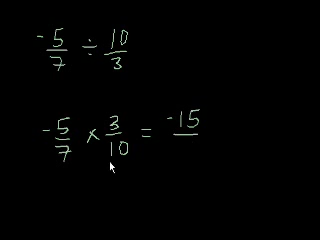 -5/7 ÷ 10/3
-5/7 × 3/10 = -15/